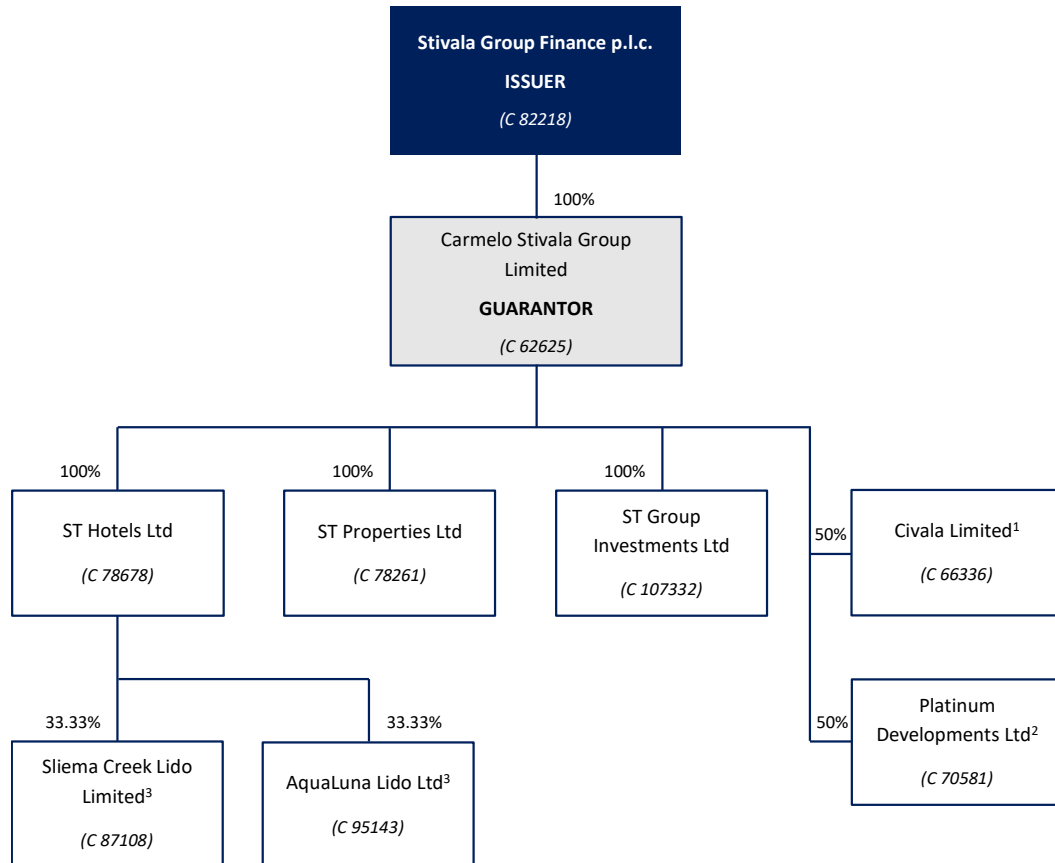 Stivala Group Finance p.l.c.
ISSUER
(C 82218)
100%
Carmelo Stivala Group
Limited
GUARANTOR
(C 62625)
100%
ST Hotels Ltd
(C 78678)
100%
ST Properties Ltd
(C 78261)
100%
ST Group
Investments Ltd
(C 107332)
50%
Civala Limited¹
(C 66336)
50%
Platinum
Developments Ltd²
(C 70581)
33.33%
Sliema Creek Lido
Limited³
(C 87108)
33.33%
AquaLuna Lido Ltd³
(C 95143)